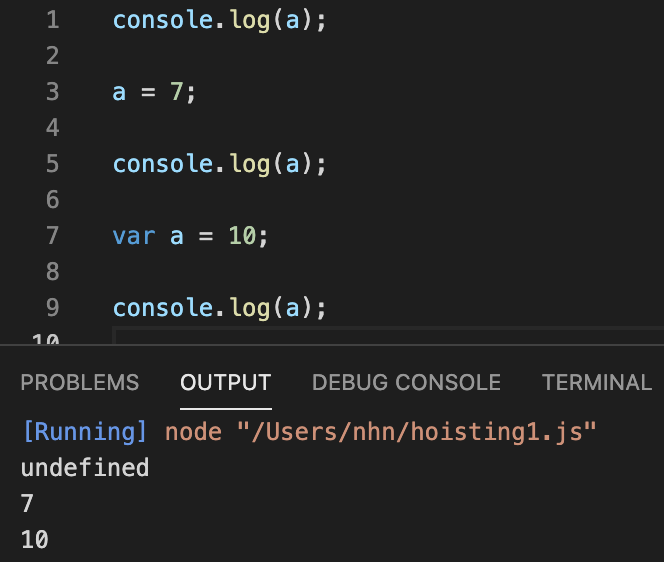 1 console.log(a);
2
3 a = 7;
4
5 console.log(a);
6
7 var a = 10;
8
9 console.log(a);
10
PROBLEMS OUTPUT DEBUG CONSOLE TERMINAL
[Running] node "/Users/nhn/hoisting1.js"
undefined
7
10